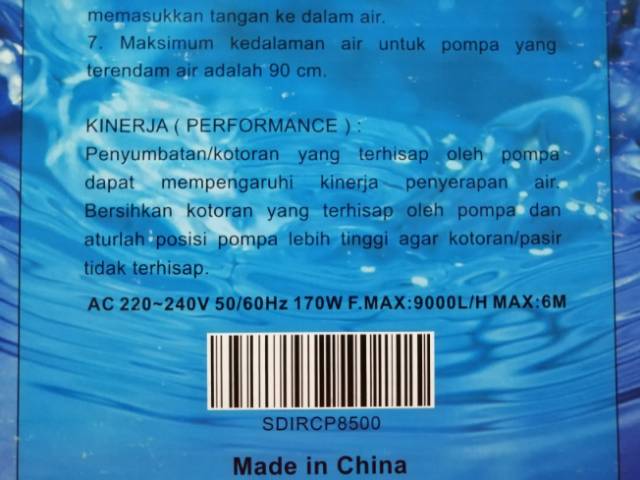 memasukkan tangan ke dalam air.
7. Maksimum kedalaman air untuk pompa yang
terendam air adalah 90 cm.
KINERJA ( PERFORMANCE ) :
Penyumbatan/kotoran yang terhisap oleh pompa
dapat mempengaruhi kinerja penyerapan air.
Bersihkan kotoran yang terhisap oleh pompa dan
aturlah posisi pompa lebih tinggi agar kotoran/pasir
tidak terhisap.
AC 220~240V 50/60Hz 170W F.MAX:9000L/H MAX:6M
SDIRCP8500
Made in China